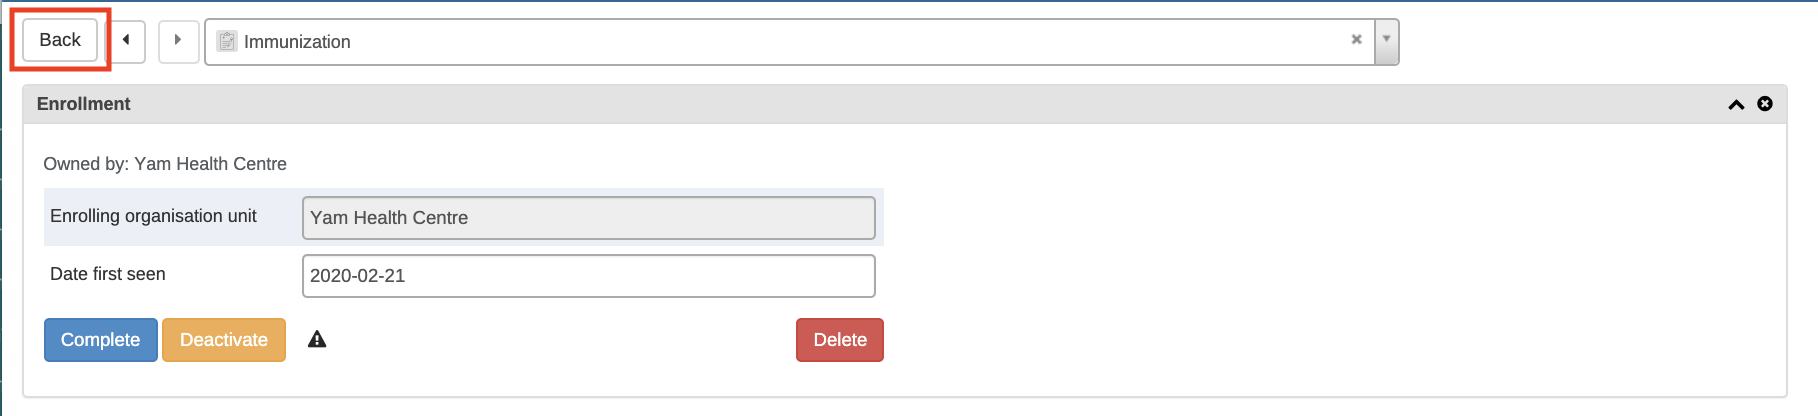 Back
Immunization
Enrollment
Owned by: Yam Health Centre
Enrolling organisation unit Yam Health Centre
Date first seen 2020-02-21
Complete Deactivate Delete